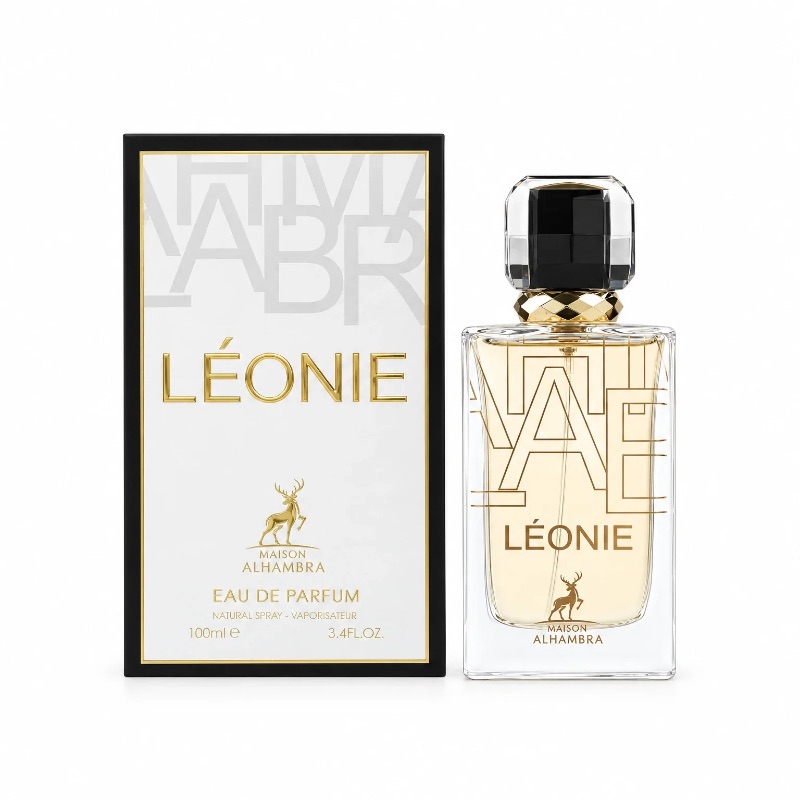 LÉONIE
MAISON
ALHAMBRA
EAU DE PARFUM
NATURAL SPRAY - VAPORISATEUR
100ml e
3.4FL.OZ.
LÉONIE
MAISON
ALHAMBRA